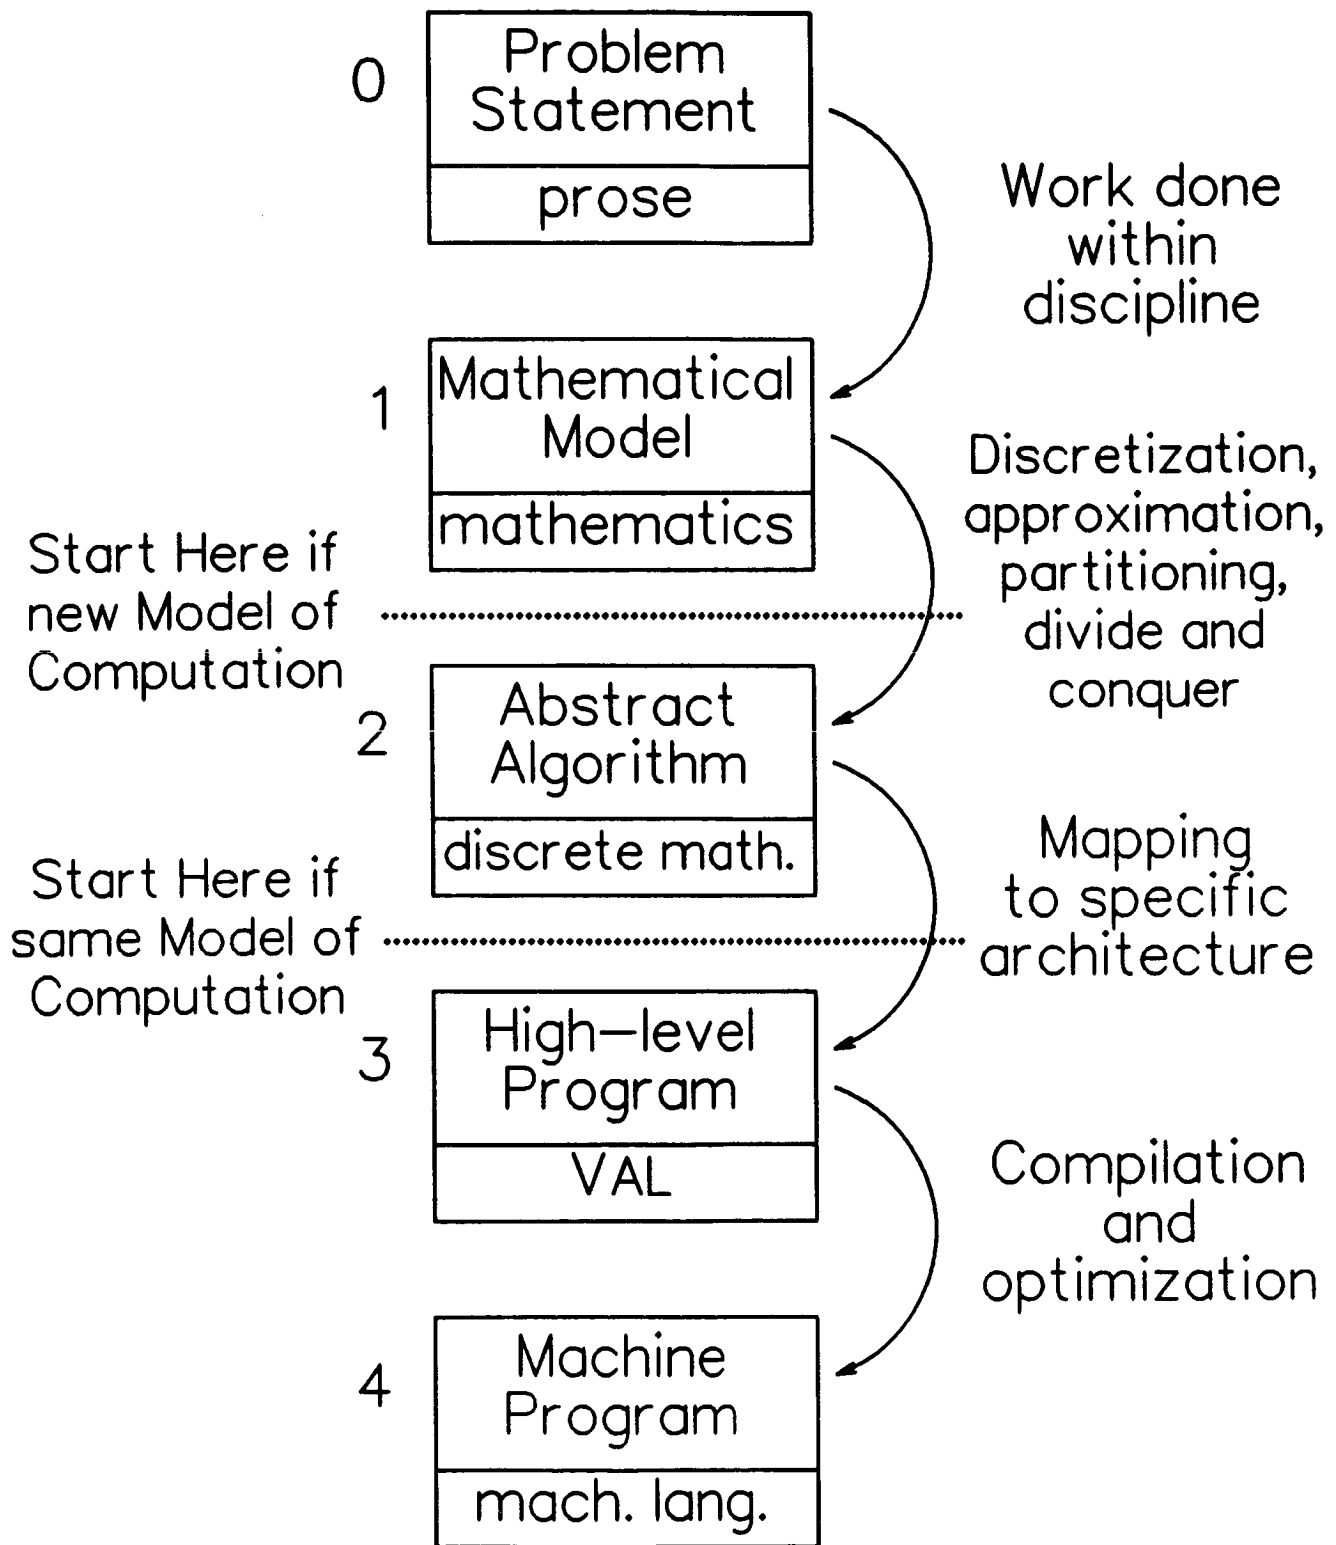 0
Problem
Statement
prose
Work done
within
discipline
1
Mathematical
Model
mathematics
Discretization,
approximation,
partitioning,
divide and
conquer
Start Here if
new Model of
Computation
2
Abstract
Algorithm
discrete math.
Mapping
to specific
architecture
Start Here if
same Model of
Computation
3
High-level
Program
VAL
Compilation
and
optimization
4
Machine
Program
mach. lang.